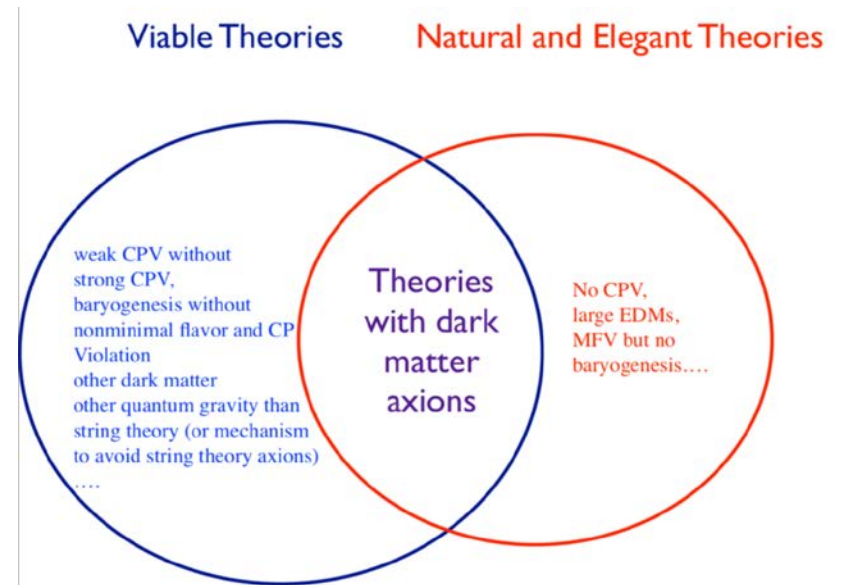 Viable Theories
Natural and Elegant Theories
weak CPV without
strong CPV,
baryogenesis without
nonminimal flavor and CP
Violation
other dark matter
other quantum gravity than
string theory (or mechanism
to avoid string theory axions)
....
Theories
with dark
matter
axions
No CPV,
large EDMs,
MFV but no
baryogenesis....